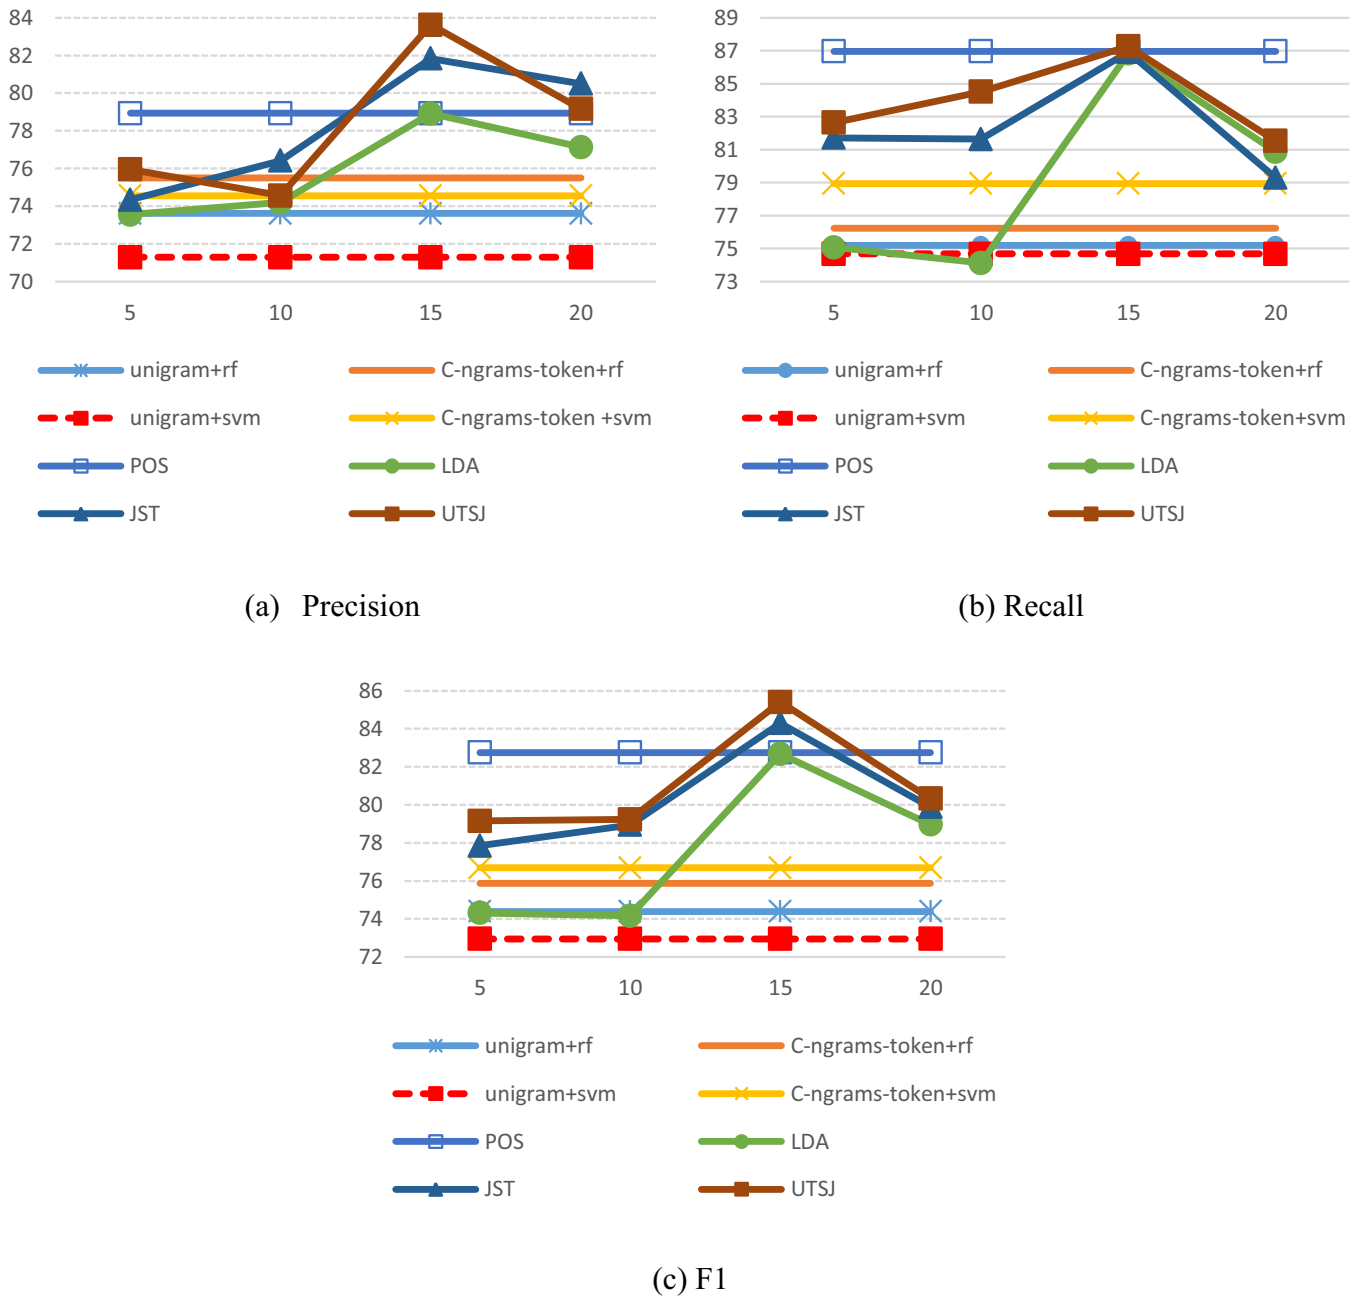 84
82
80
78
76
74
72
70
5 10 15 20
unigram+rf C-ngrams-token+rf
unigram+svm C-ngrams-token +svm
POS LDA
JST UTSJ
(a) Precision
89
87
85
83
81
79
77
75
73
5 10 15 20
unigram+rf C-ngrams-token+rf
unigram+svm C-ngrams-token+svm
POS LDA
JST UTSJ
(b) Recall
86
84
82
80
78
76
74
72
5 10 15 20
unigram+rf C-ngrams-token+rf
unigram+svm C-ngrams-token+svm
POS LDA
JST UTSJ
(c) F1